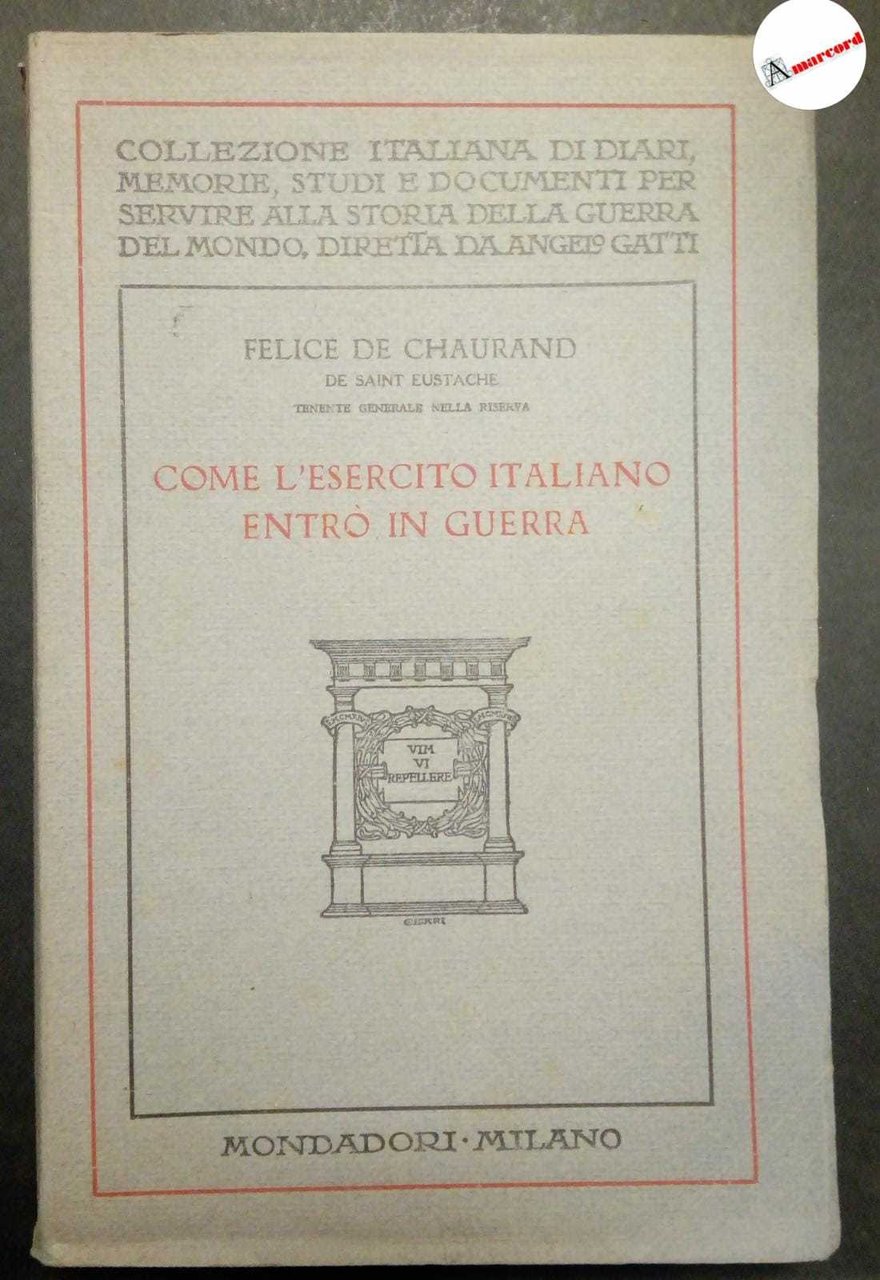 Amarcord
COLLEZIONE ITALIANA DI DIARI,
MEMORIE, STUDI E DOCUMENTI PER
SERVIRE ALLA STORIA DELLA GUERRA
DEL MONDO, DIRETTA DA ANGELO GATTI
FELICE DE CHAURAND
DE SAINT EUSTACHE
TENENTE GENERALE NELLA RISERVA
COME L'ESERCITO ITALIANO
ENTRÒ IN GUERRA
VIM
VI
REPELLERE
MONDADORI · MILANO